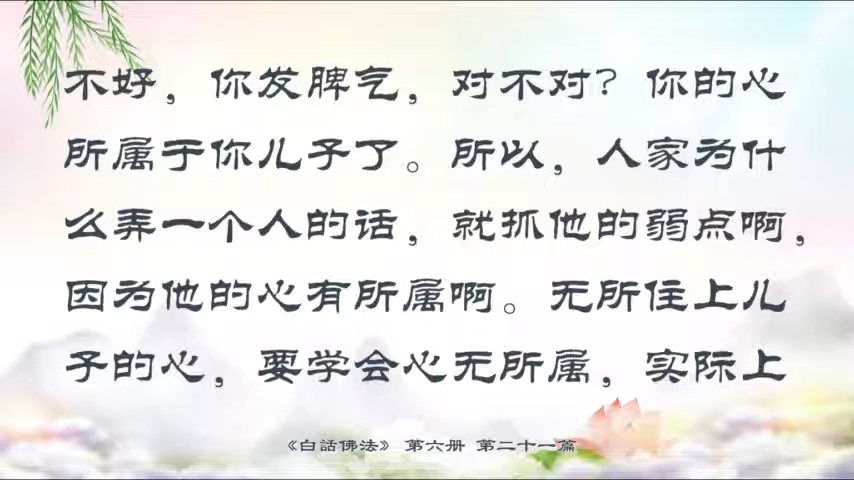 不好，你发脾气，对不对？你的心
所属于你儿子了。所以，人家为什
么弄一个人的话，就抓他的弱点啊，
因为他的心有所属啊。无所住上儿
子的心，要学会心无所属，实际上
《白话佛法》 第六册 第二十一篇